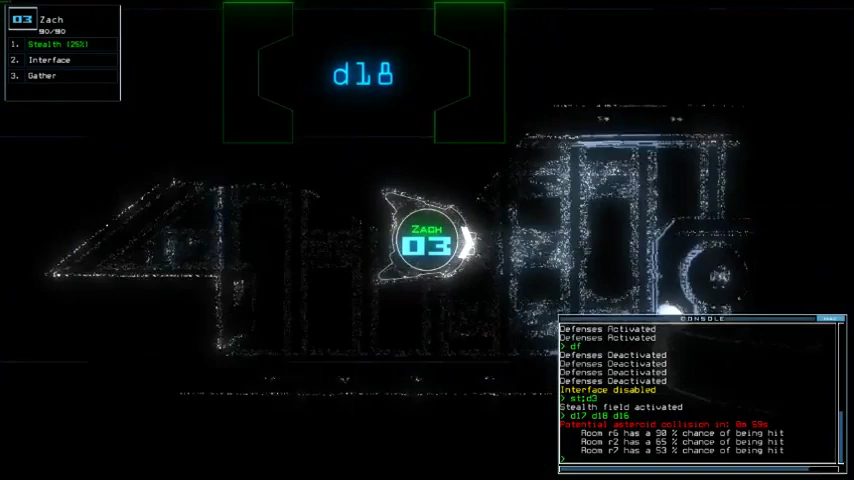 03 Zach
90/90
1. Stealth (25%)
2. Interface
3. Gather
d18
Zach
03
CONSOLE
Defenses Activated
Defenses Activated
> df
Defenses Deactivated
Defenses Deactivated
Defenses Deactivated
Defenses Deactivated
Interface disabled
> st;d3
Stealth field activated
> d17 d18 d16
Potential asteroid collision in: 0m 59s
Room r6 has a 90 % chance of being hit
Room r2 has a 65 % chance of being hit
Room r7 has a 53 % chance of being hit
>